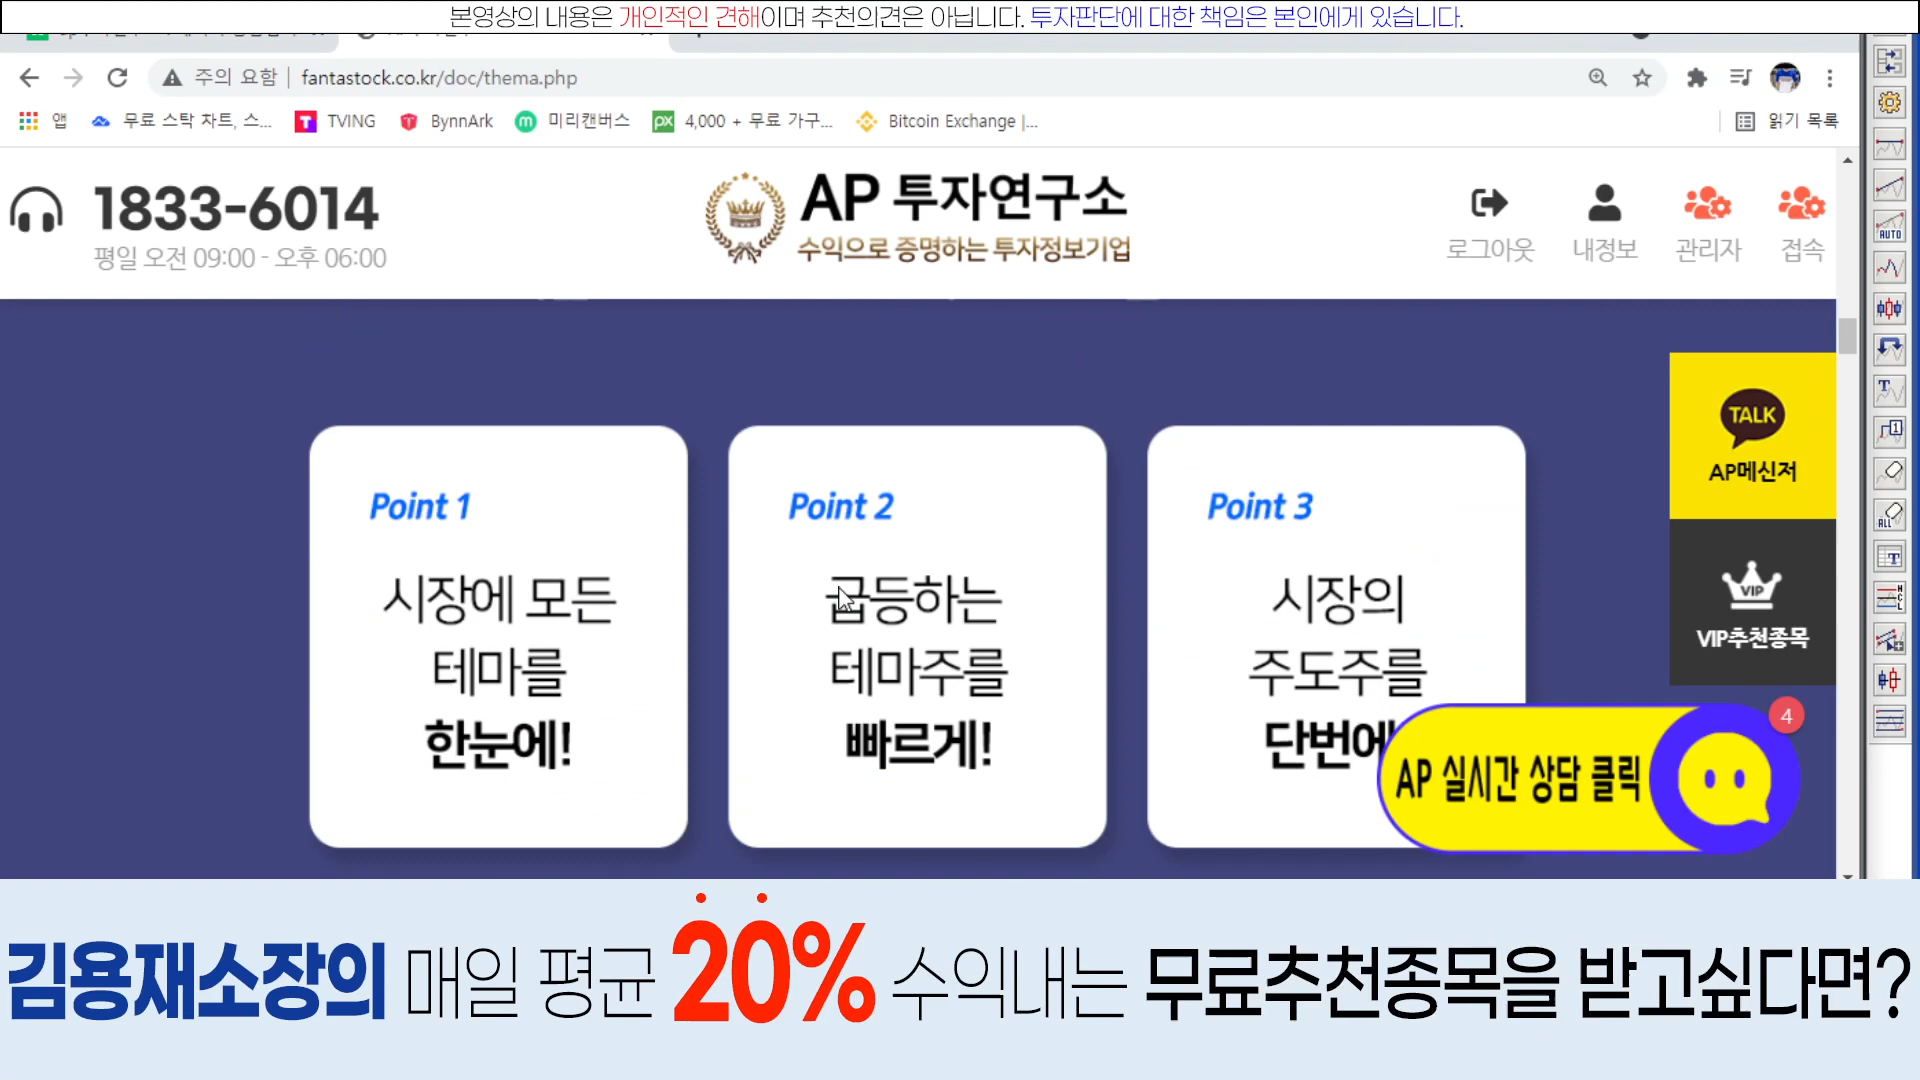 본영상의 내용은 개인적인 견해이며 추천의견은 아닙니다. 투자판단에 대한 책임은 본인에게 있습니다.
주의 요함 | fantastock.co.kr/doc/thema.php
앱 무료 스탁 차트, 스... TVING BynnArk 미리캔버스 4,000 + 무료 가구... Bitcoin Exchange |... 읽기 목록
1833-6014
평일 오전 09:00 - 오후 06:00
AP 투자연구소
수익으로 증명하는 투자정보기업
로그아웃 내정보 관리자 접속
Point 1
시장에 모든
테마를
한눈에!
Point 2
급등하는
테마주를
빠르게!
Point 3
시장의
주도주를
단번에
TALK
AP메신저
VIP
VIP추천종목
4
AP 실시간 상담 클릭
AUTO
ALL
김용재소장의 매일 평균 20% 수익내는 무료추천종목을 받고싶다면?